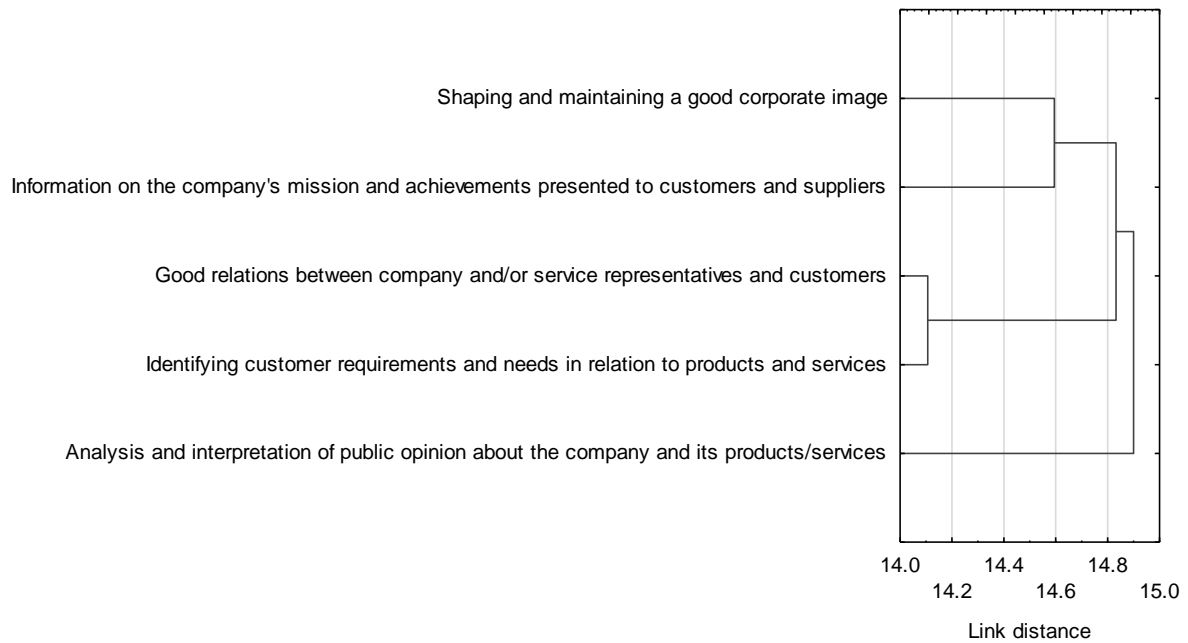 Shaping and maintaining a good corporate image
Information on the company's mission and achievements presented to customers and suppliers
Good relations between company and/or service representatives and customers
Identifying customer requirements and needs in relation to products and services
Analysis and interpretation of public opinion about the company and its products/services
14.0 14.4 14.8
14.2 14.6 15.0
Link distance